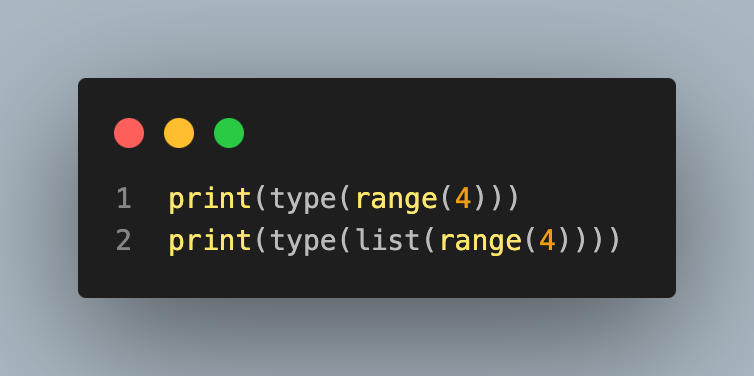 1 print(type(range(4)))
2 print(type(list(range(4))))